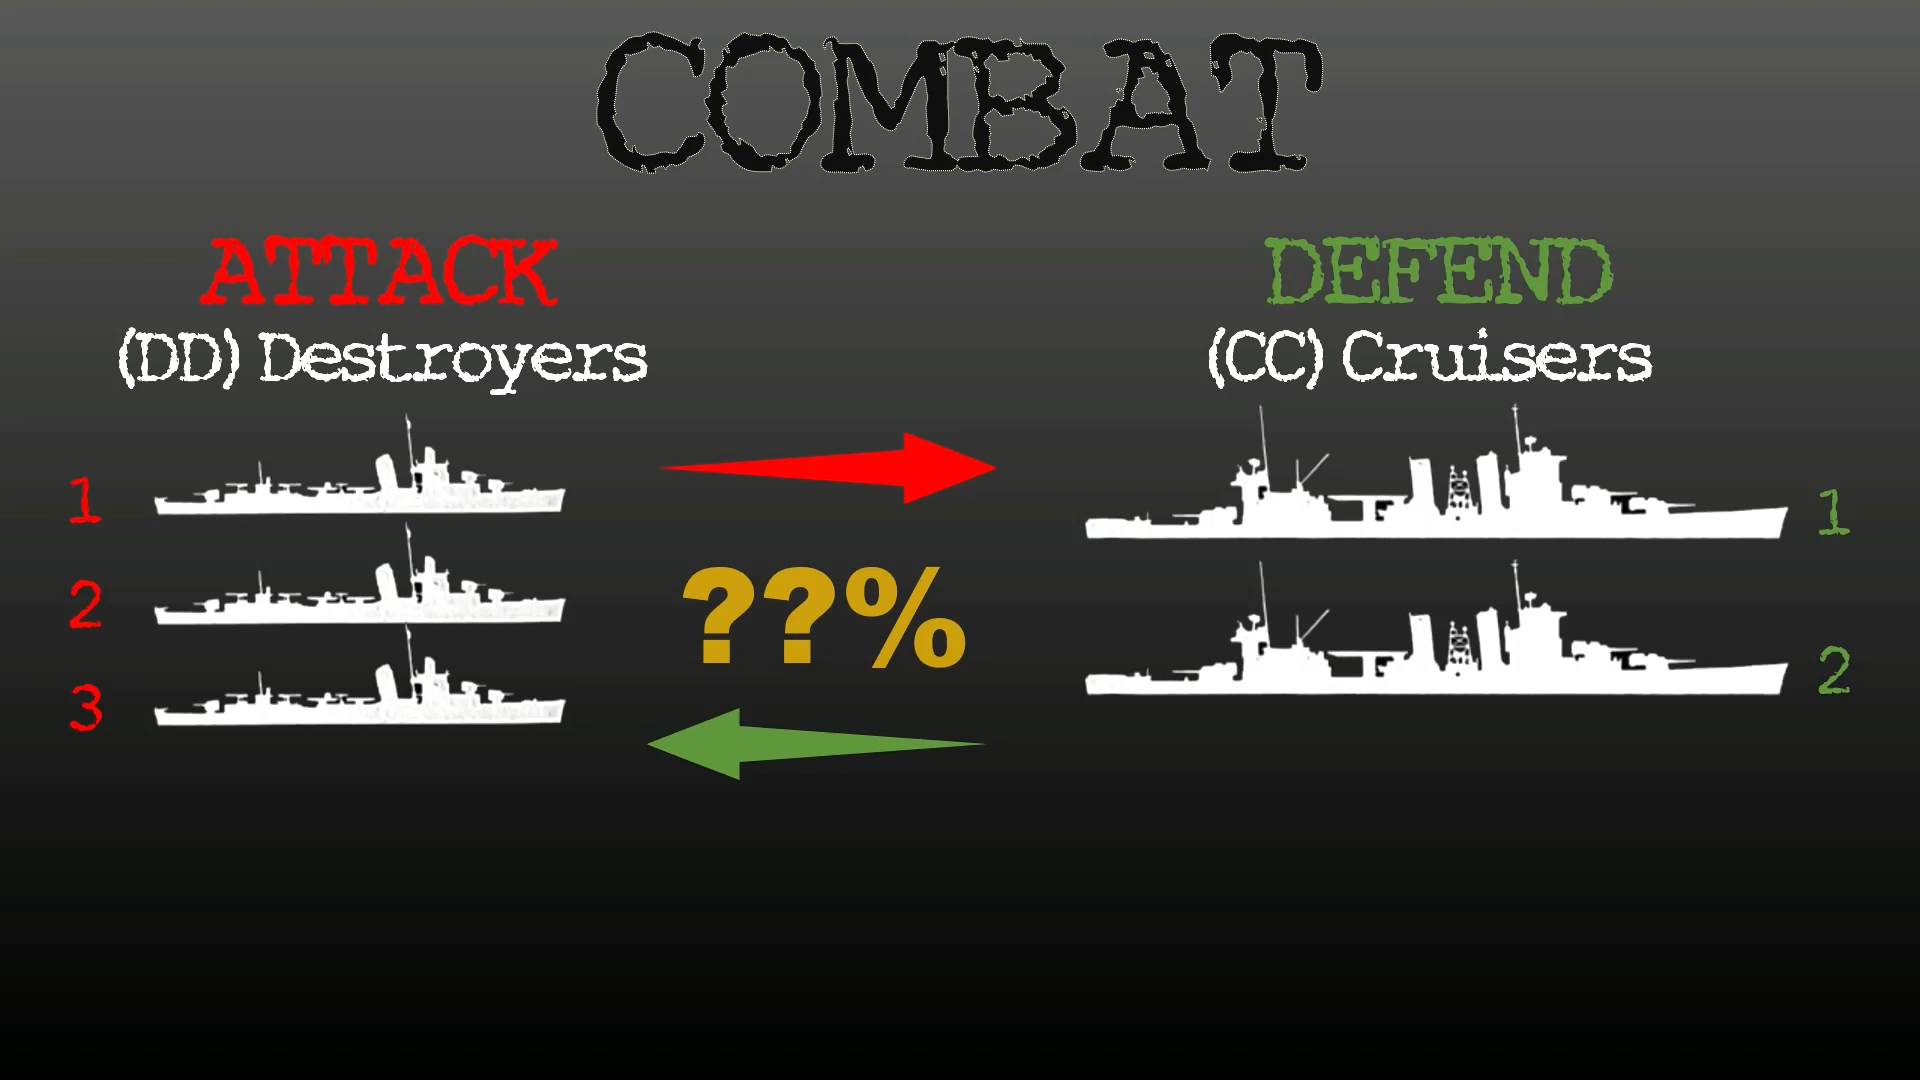 COMBAT
ATTACK
DEFEND
(DD) Destroyers
(CC) Cruisers
1
1
??%
2
2
3